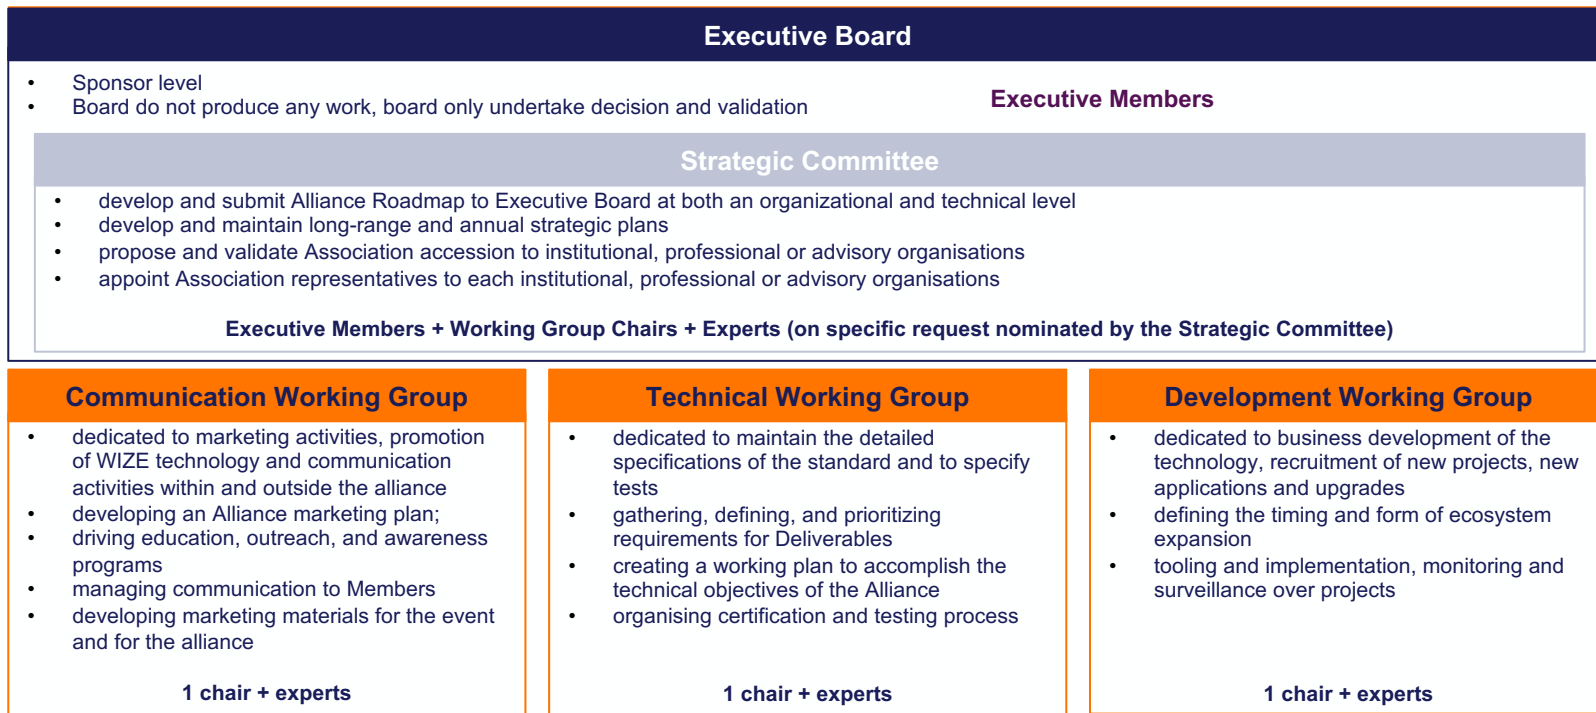 Executive Board
• Sponsor level
• Board do not produce any work, board only undertake decision and validation
Executive Members
Strategic Committee
• develop and submit Alliance Roadmap to Executive Board at both an organizational and technical level
• develop and maintain long-range and annual strategic plans
• propose and validate Association accession to institutional, professional or advisory organisations
• appoint Association representatives to each institutional, professional or advisory organisations
Executive Members + Working Group Chairs + Experts (on specific request nominated by the Strategic Committee)
Communication Working Group
• dedicated to marketing activities, promotion
of WIZE technology and communication
activities within and outside the alliance
• developing an Alliance marketing plan;
• driving education, outreach, and awareness
programs
• managing communication to Members
• developing marketing materials for the event
and for the alliance
1 chair + experts
Technical Working Group
• dedicated to maintain the detailed
specifications of the standard and to specify
tests
• gathering, defining, and prioritizing
requirements for Deliverables
• creating a working plan to accomplish the
technical objectives of the Alliance
• organising certification and testing process
1 chair + experts
Development Working Group
• dedicated to business development of the
technology, recruitment of new projects, new
applications and upgrades
• defining the timing and form of ecosystem
expansion
• tooling and implementation, monitoring and
surveillance over projects
1 chair + experts